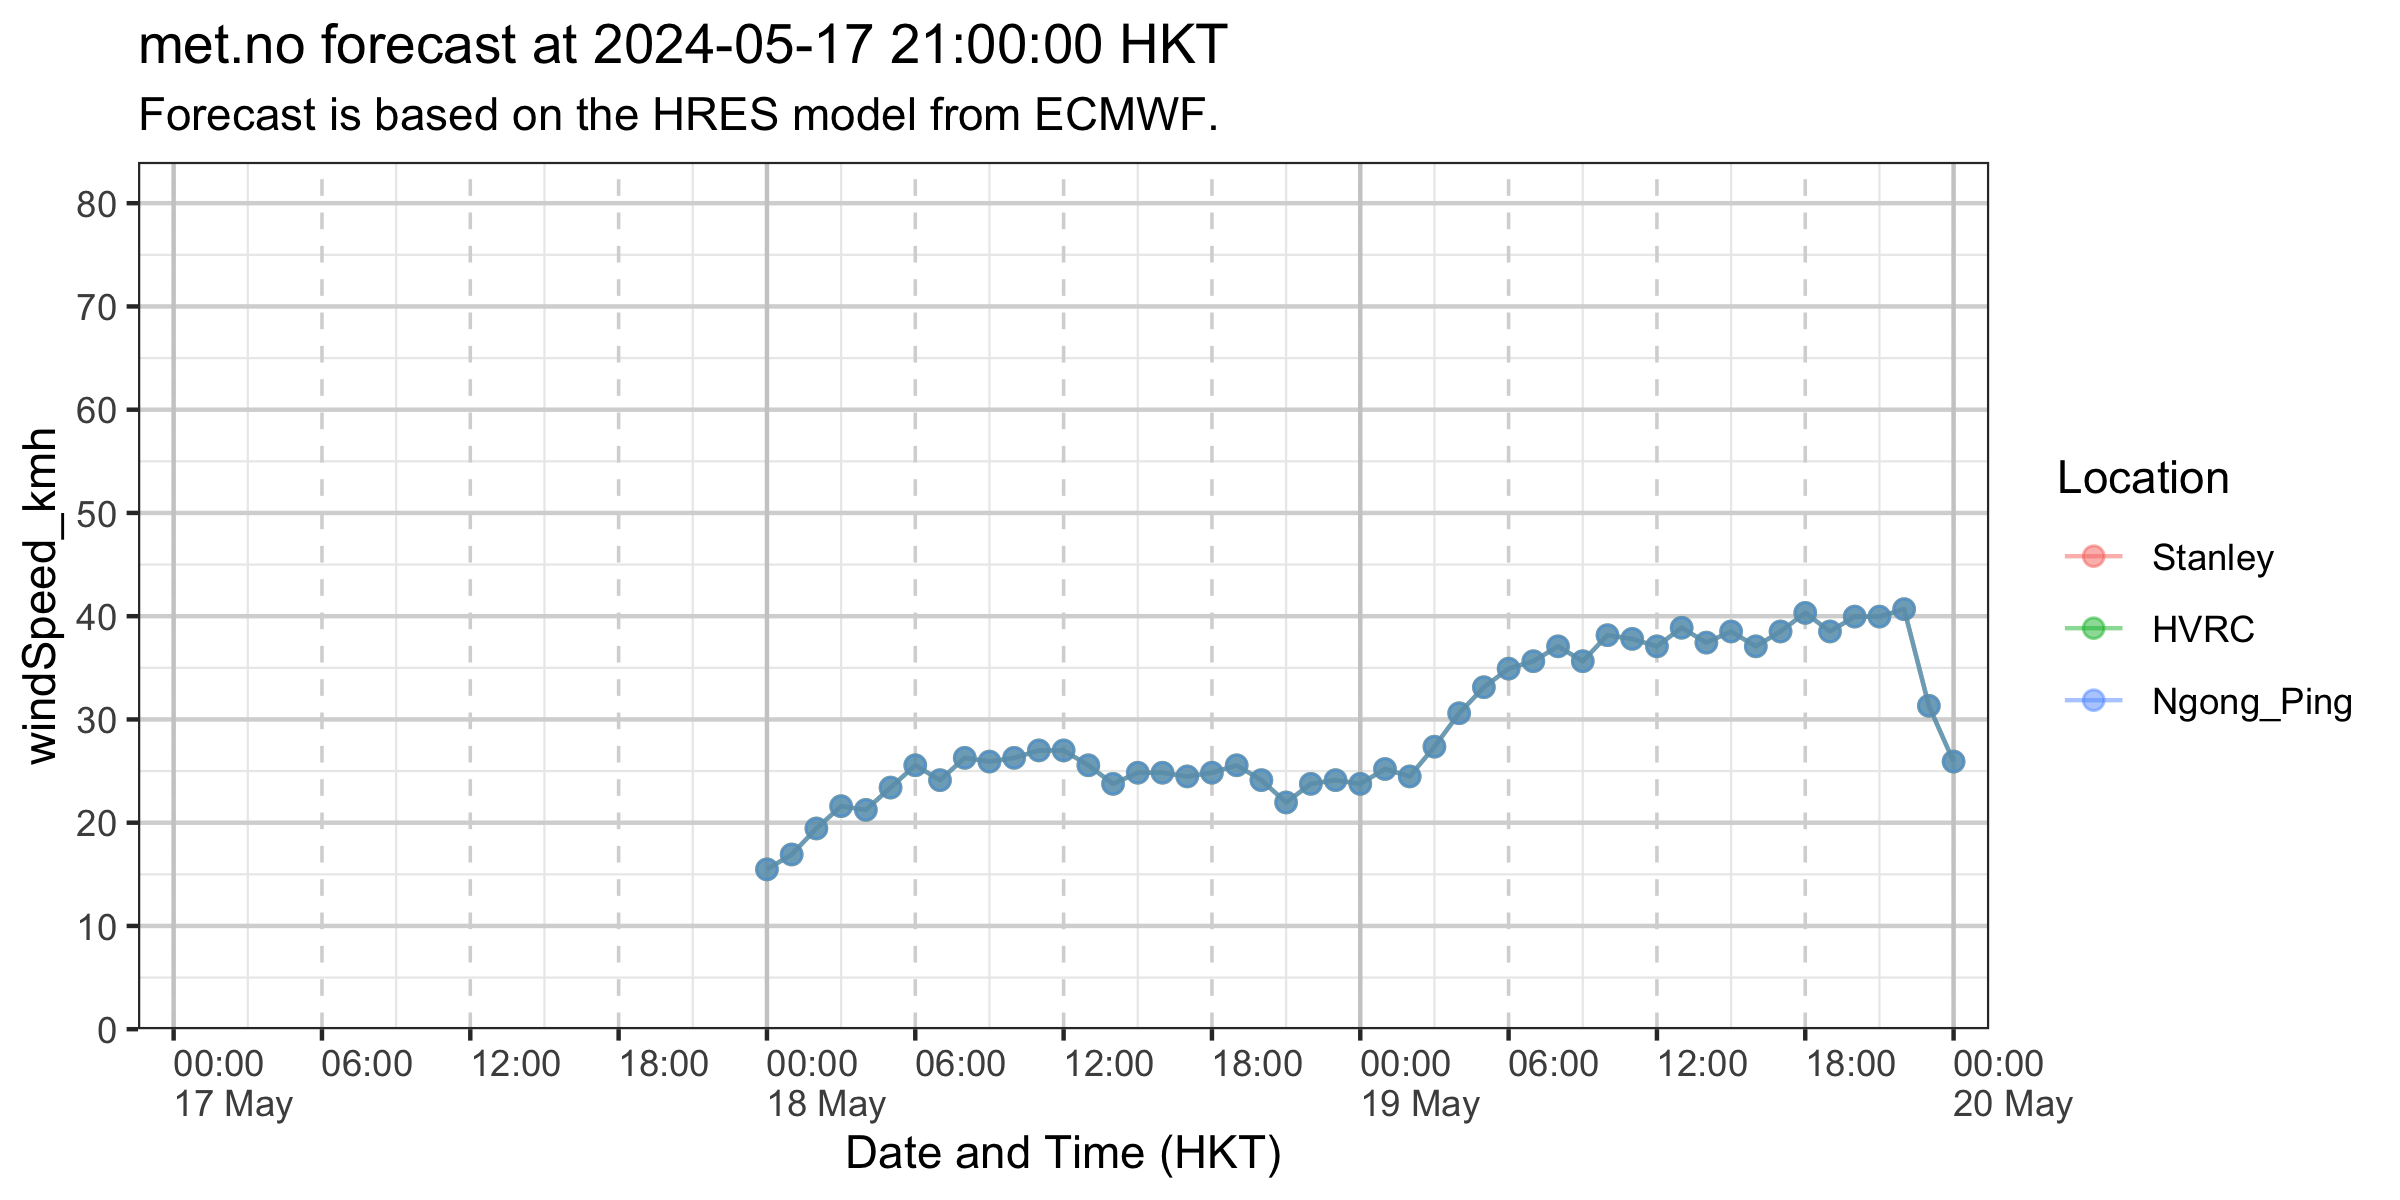 met.no forecast at 2024-05-17 21:00:00 HKT
Forecast is based on the HRES model from ECMWF.
windSpeed_kmh
80
70
60
50
40
30
20
10
0
00:00 06:00 12:00 18:00 00:00 06:00 12:00 18:00 00:00 06:00 12:00 18:00 00:00
17 May 18 May 19 May 20 May
Date and Time (HKT)
Location
Stanley
HVRC
Ngong_Ping